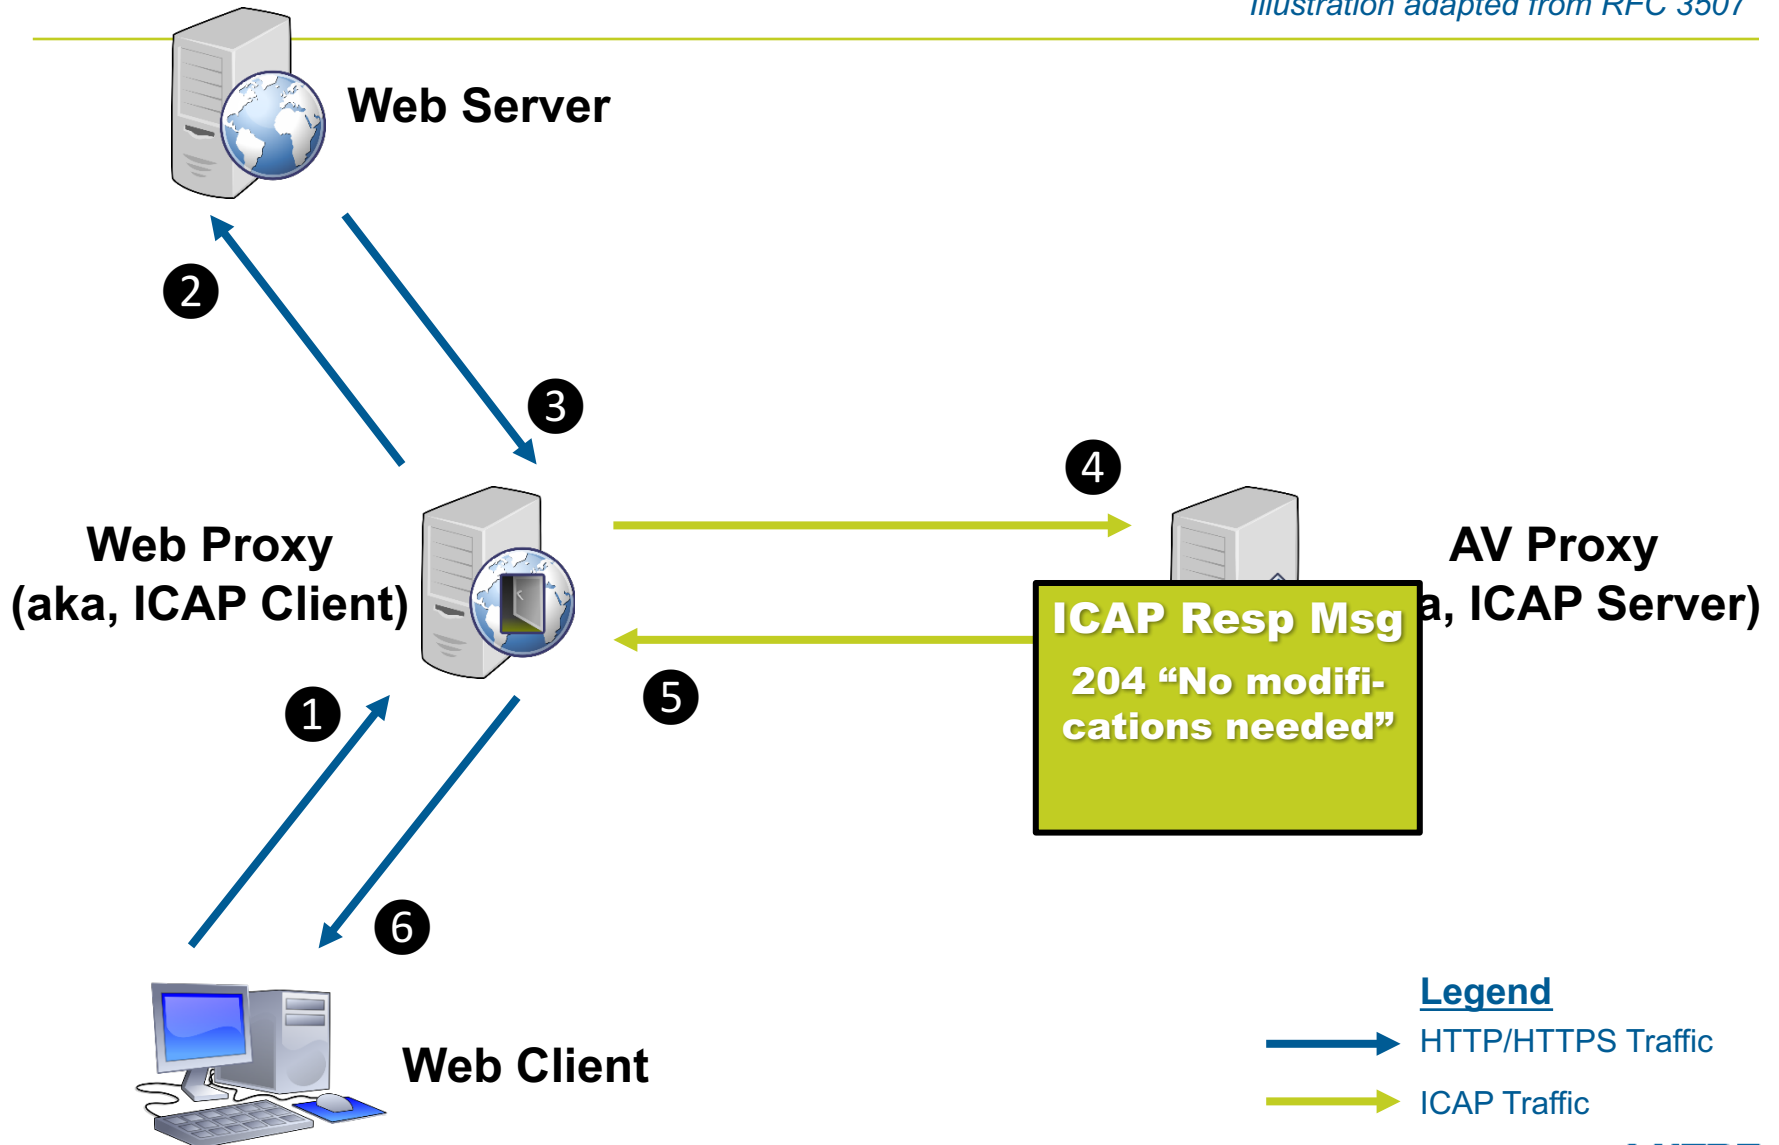 Illustration adapted from RFC 3507
Web Server
2
3
4
Web Proxy
(aka, ICAP Client)
AV Proxy
a, ICAP Server)
ICAP Resp Msg
204 “No modifi-
cations needed”
5
1
6
Web Client
Legend
HTTP/HTTPS Traffic
ICAP Traffic